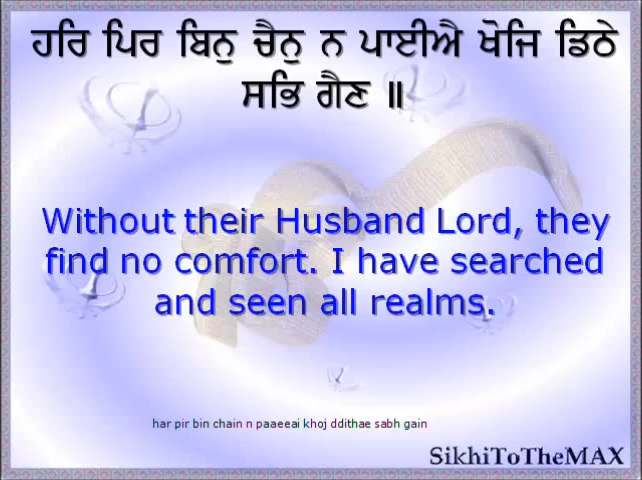 ਹਰਿ ਪਿਰ ਬਿਨੁ ਚੈਨੁ ਨ ਪਾਈਐ ਖੋਜਿ ਡਿਠੇ
ਸਭਿ ਗੈਣ ॥
Without their Husband Lord, they
find no comfort. I have searched
and seen all realms.
har pir bin chain n paaeeai khoj ddithae sabh gain
SikhiToTheMAX